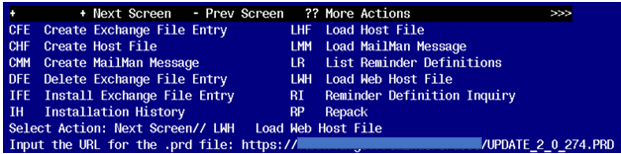 + + Next Screen - Prev Screen ?? More Actions >>>
CFE Create Exchange File Entry LHF Load Host File
CHF Create Host File LMM Load MailMan Message
CMM Create MailMan Message LR List Reminder Definitions
DFE Delete Exchange File Entry LWH Load Web Host File
IFE Install Exchange File Entry RI Reminder Definition Inquiry
IH Installation History RP Repack
Select Action: Next Screen// LWH Load Web Host File
Input the URL for the .prd file: https:// /UPDATE_2_0_274.PRD